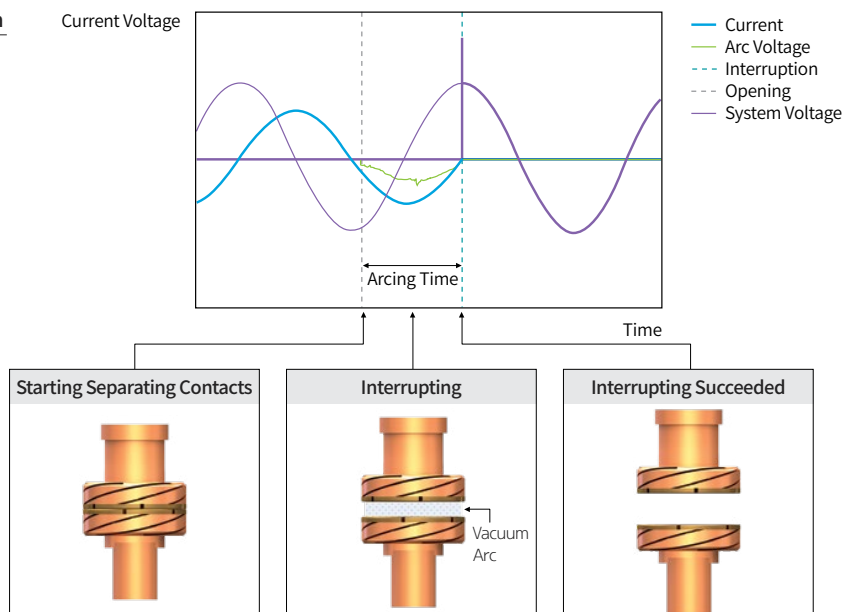 n
Current Voltage
Current
Arc Voltage
Interruption
Opening
System Voltage
Arcing Time
Time
Starting Separating Contacts
Interrupting
Interrupting Succeeded
Vacuum
Arc